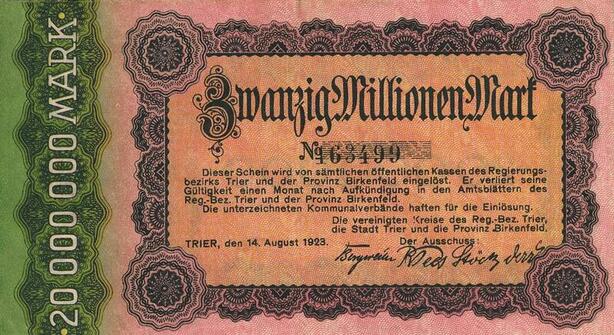 20 000 000 MARK.
Zwanzig Millionen Mark
No 163499
Dieser Schein wird von sämtlichen öffentlichen Kassen des Regierungs-
bezirks Trier und der Provinz Birkenfeld eingelöst. Er verliert seine
Gültigkeit einen Monat nach Aufkündigung in den Amtsblättern des
Reg.-Bez. Trier und der Provinz Birkenfeld.
Die unterzeichneten Kommunalverbände haften für die Einlösung.
Die vereinigten Kreise des Reg.-Bez. Trier,
die Stadt Trier und die Provinz Birkenfeld.
TRIER, den 14. August 1923. Der Ausschuss: